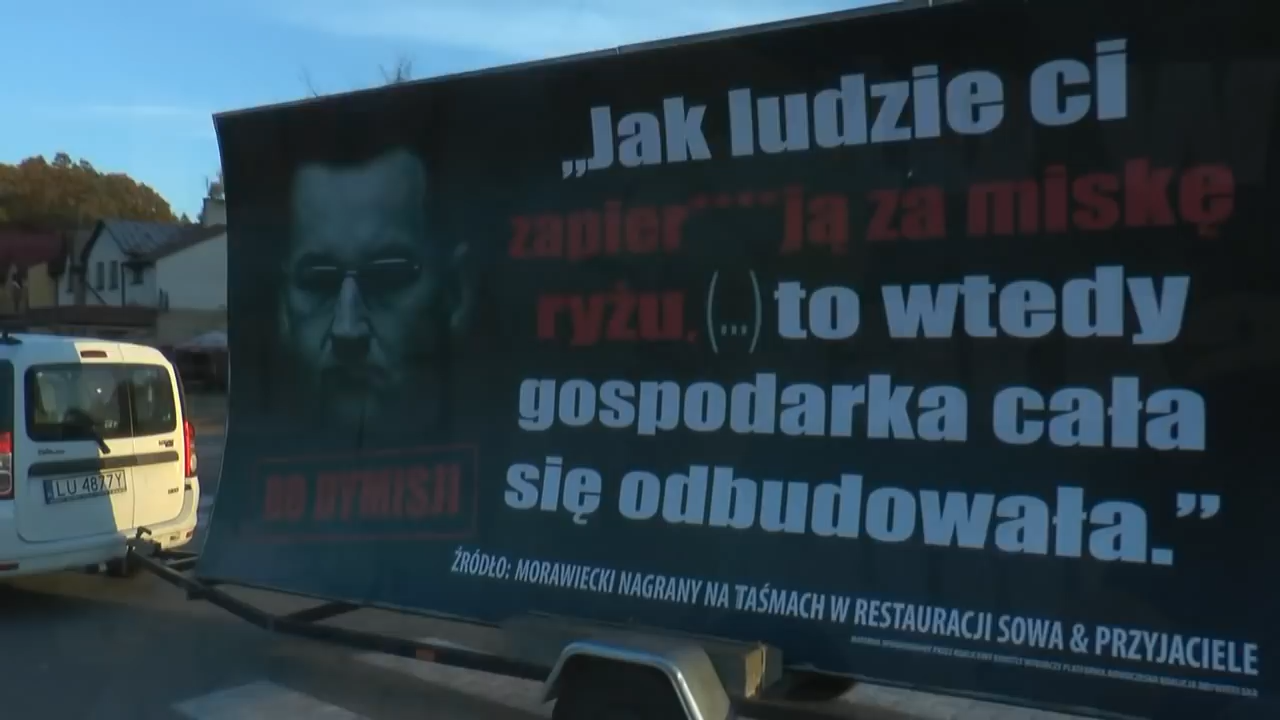 „Jak ludzie ci
zapier****ją za miskę
ryżu, (...) to wtedy
gospodarka cała
się odbudowała.”
DO DYMISJI
ŹRÓDŁO: MORAWIECKI NAGRANY NA TAŚMACH W RESTAURACJI SOWA & PRZYJACIELE
LU 4877Y